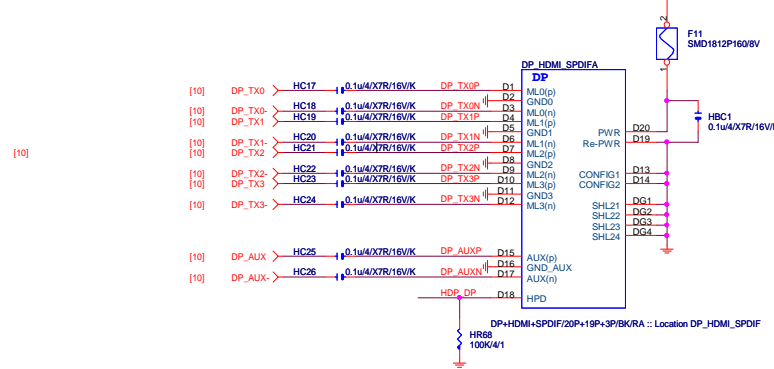 2
F11
SMD1812P160/8V
1
DP_HDMI_SPDIFA
DP
[10] DP_TX0 HC17 0.1u/4/X7R/16V/K DP_TX0P D1 ML0(p)
D2 GND0
[10] DP_TX0- HC18 0.1u/4/X7R/16V/K DP_TX0N D3 ML0(n)
[10] DP_TX1 HC19 0.1u/4/X7R/16V/K DP_TX1P D4 ML1(p)
D5 GND1
[10] DP_TX1- HC20 0.1u/4/X7R/16V/K DP_TX1N D6 ML1(n)
[10]
[10] DP_TX2 HC21 0.1u/4/X7R/16V/K DP_TX2P D7 ML2(p)
D8 GND2
[10] DP_TX2- HC22 0.1u/4/X7R/16V/K DP_TX2N D9 ML2(n)
[10] DP_TX3 HC23 0.1u/4/X7R/16V/K DP_TX3P D10 ML3(p)
D11 GND3
[10] DP_TX3- HC24 0.1u/4/X7R/16V/K DP_TX3N D12 ML3(n)
[10] DP_AUX HC25 0.1u/4/X7R/16V/K DP_AUXP D15 AUX(p)
D16 GND_AUX
[10] DP_AUX- HC26 0.1u/4/X7R/16V/K DP_AUXN D17 AUX(n)
HDP_DP D18 HPD
PWR D20
Re-PWR D19
HBC1
0.1u/4/X7R/16V/
CONFIG1 D13
CONFIG2 D14
SHL21 DG1
SHL22 DG2
SHL23 DG3
SHL24 DG4
DP+HDMI+SPDIF/20P+19P+3P/BK/RA :: Location DP_HDMI_SPDIF
HR68
100K/4/1